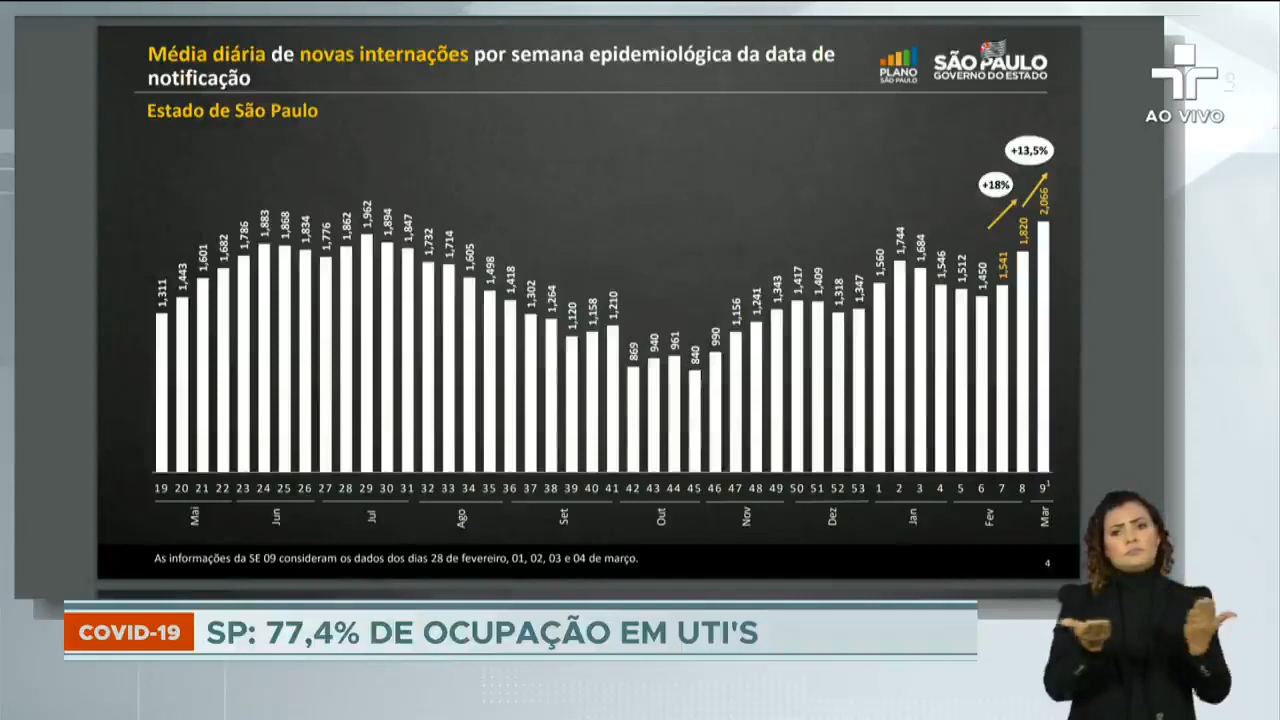 Média diária de novas internações por semana epidemiológica da data de
notificação
PLANO
SÃO PAULO
SÃO PAULO
GOVERNO DO ESTADO
AO VIVO
Estado de São Paulo
+13,5%
+18%
1,311 1,443 1,601 1,682 1,786 1,883 1,868 1,834 1,776 1,862 1,962 1,894 1,847 1,732 1,714 1,605 1,498 1,418 1,302 1,264 1,120 1,158 1,210 869 940 961 840 990 1,156 1,241 1,343 1,417 1,409 1,318 1,347 1,560 1,744 1,684 1,546 1,512 1,450 1,541 1,820 2,066
19 20 21 22 23 24 25 26 27 28 29 30 31 32 33 34 35 36 37 38 39 40 41 42 43 44 45 46 47 48 49 50 51 52 53 1 2 3 4 5 6 7 8 9¹
Mai Jun Jul Ago Set Out Nov Dez Jan Fev Mar
As informações da SE 09 consideram os dados dos dias 28 de fevereiro, 01, 02, 03 e 04 de março.
4
COVID-19
SP: 77,4% DE OCUPAÇÃO EM UTI'S